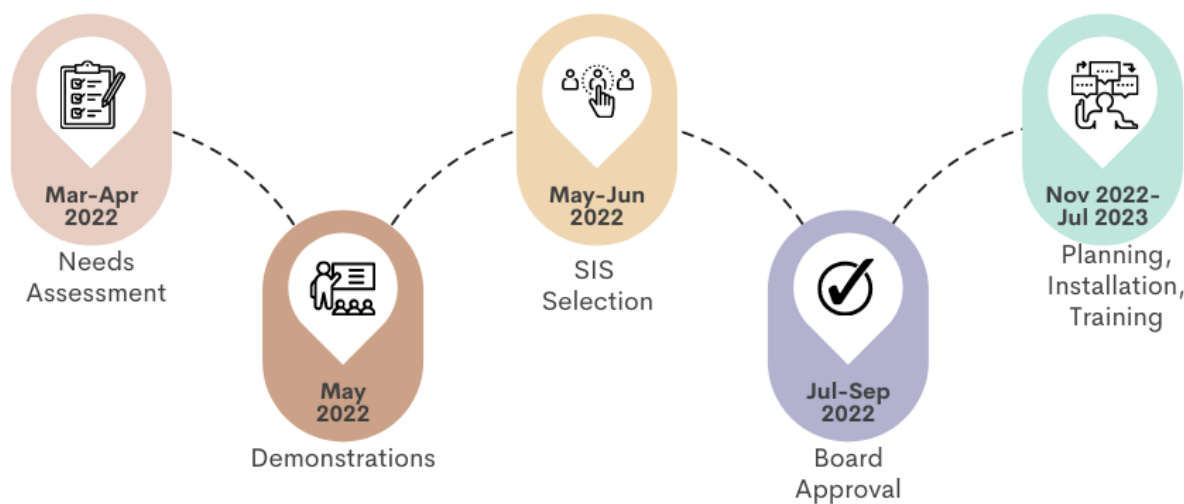 Mar-Apr
2022
Needs
Assessment
May
2022
Demonstrations
May-Jun
2022
SIS
Selection
Jul-Sep
2022
Board
Approval
Nov 2022-
Jul 2023
Planning,
Installation,
Training